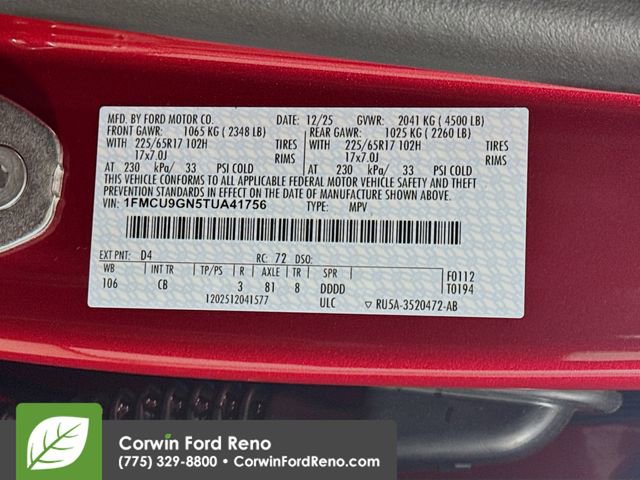 MFD. BY FORD MOTOR CO. DATE: 12/25 GVWR: 2041 KG ( 4500 LB)
FRONT GAWR: 1065 KG ( 2348 LB) REAR GAWR: 1025 KG ( 2260 LB)
WITH 225/65R17 102H TIRES WITH 225/65R17 102H TIRES
17x7.0J RIMS 17x7.0J RIMS
AT 230 kPa/ 33 PSI COLD AT 230 kPa/ 33 PSI COLD
THIS VEHICLE CONFORMS TO ALL APPLICABLE FEDERAL MOTOR VEHICLE SAFETY AND THEFT
PREVENTION STANDARDS IN EFFECT ON THE DATE OF MANUFACTURE SHOWN ABOVE.
VIN: 1FMCU9GN5TUA41756 TYPE: MPV
EXT PNT: D4 RC: 72 DSO:
WB INT TR TP/PS R AXLE TR SPR F0112
106 CB 3 81 8 DDDD T0194
1202512041577 ULC ▽ RU5A-3520472-AB
Corwin Ford Reno
(775) 329-8800 • CorwinFordReno.com